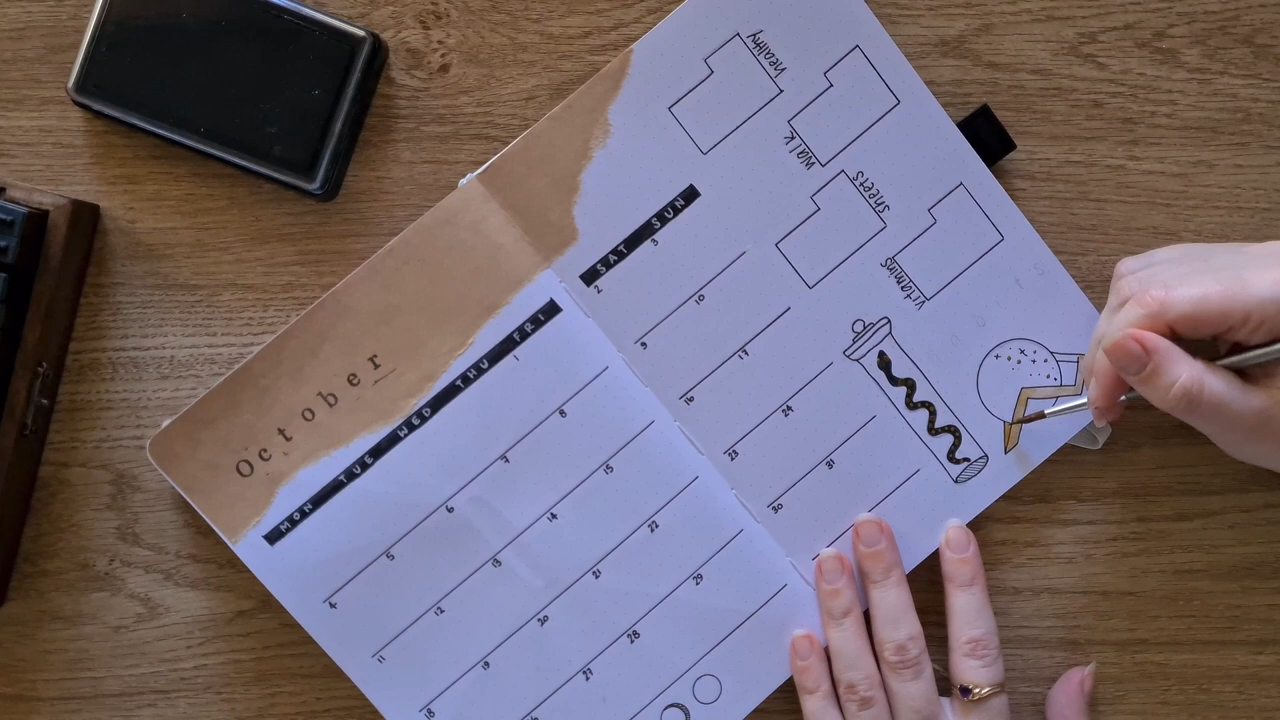 October
MON TUE WED THU FRI
SAT SUN
1
2 3
4 5 6 7 8
9 10
11 12 13 14 15
16 17
18 19 20 21 22
23 24
27 28 29
30 31
healthy
walk
sheets
vitamins